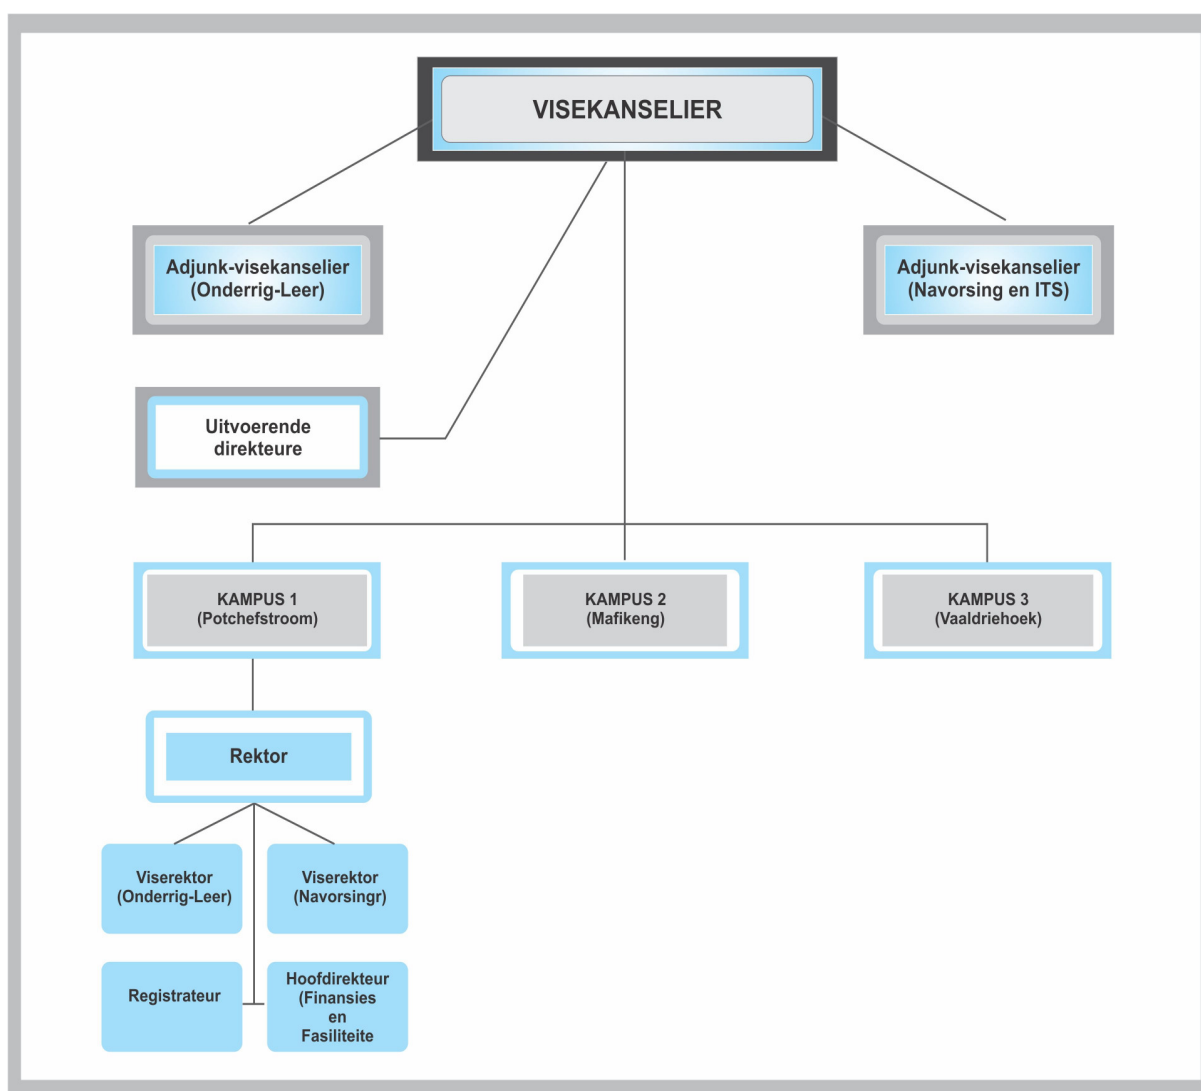 VISEKANSELIER
Adjunk-visekanselier
(Onderrig-Leer)
Adjunk-visekanselier
(Navorsing en ITS)
Uitvoerende
direkteure
KAMPUS 1
(Potchefstroom)
KAMPUS 2
(Mafikeng)
KAMPUS 3
(Vaaldriehoek)
Rektor
Viserektor
(Onderrig-Leer)
Viserektor
(Navorsingr)
Registrateur
Hoofdirekteur
(Finansies
en
Fasiliteite